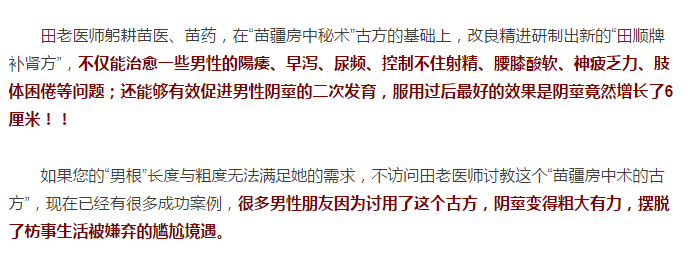 田老医师躬耕苗医、苗药，在“苗疆房中秘术”古方的基础上，改良精进研制出新的“田顺牌
补肾方”，不仅能治愈一些男性的陽痿、早泻、尿频、控制不住射精、腰膝酸软、神疲乏力、肢
体困倦等问题；还能够有效促进男性阴莖的二次发育，服用过后最好的效果是阴莖竟然增长了6
厘米！！
如果您的“男根”长度与粗度无法满足她的需求，不访问田老医师讨教这个“苗疆房中术的古
方”，现在已经有很多成功案例，很多男性朋友因为讨用了这个古方，阴莖变得粗大有力，摆脱
了枋事生活被嫌弃的尴尬境遇。